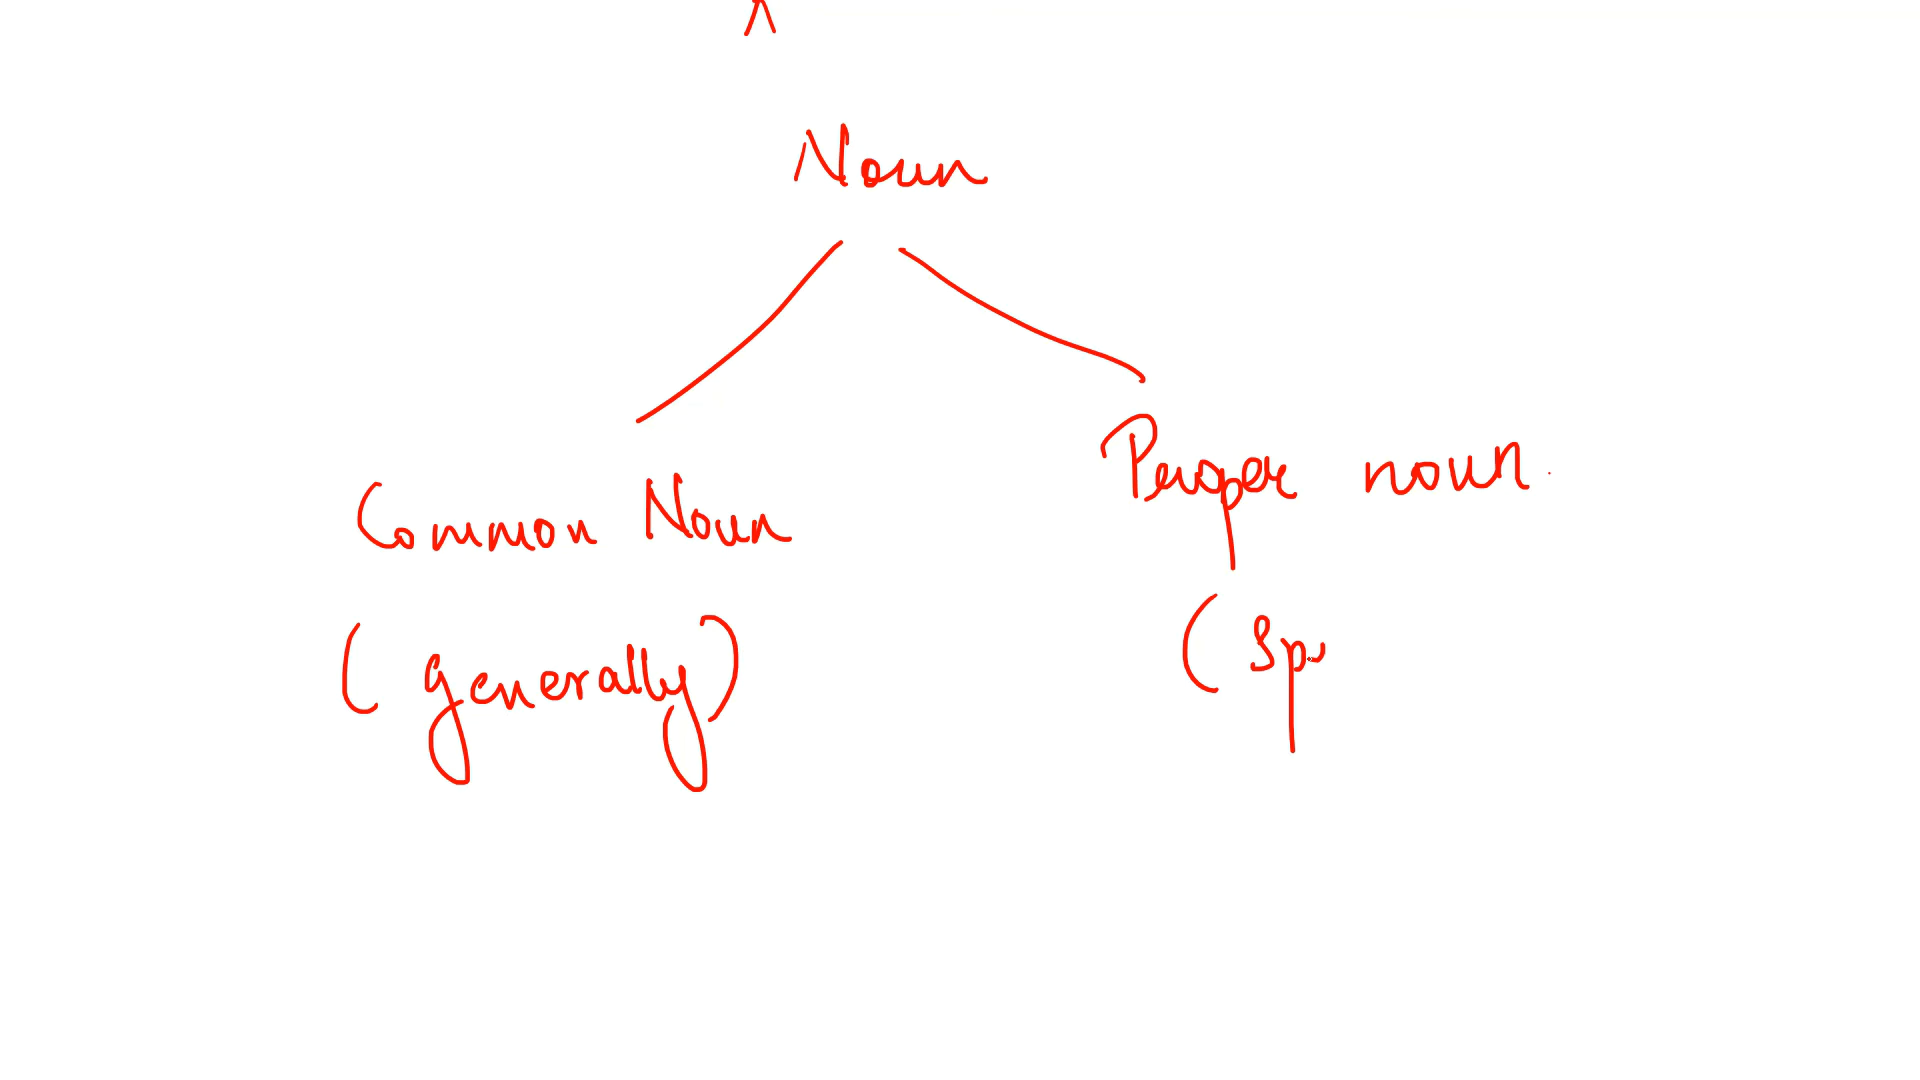 Noun
Common Noun
Proper noun.
(generally)
(Sp